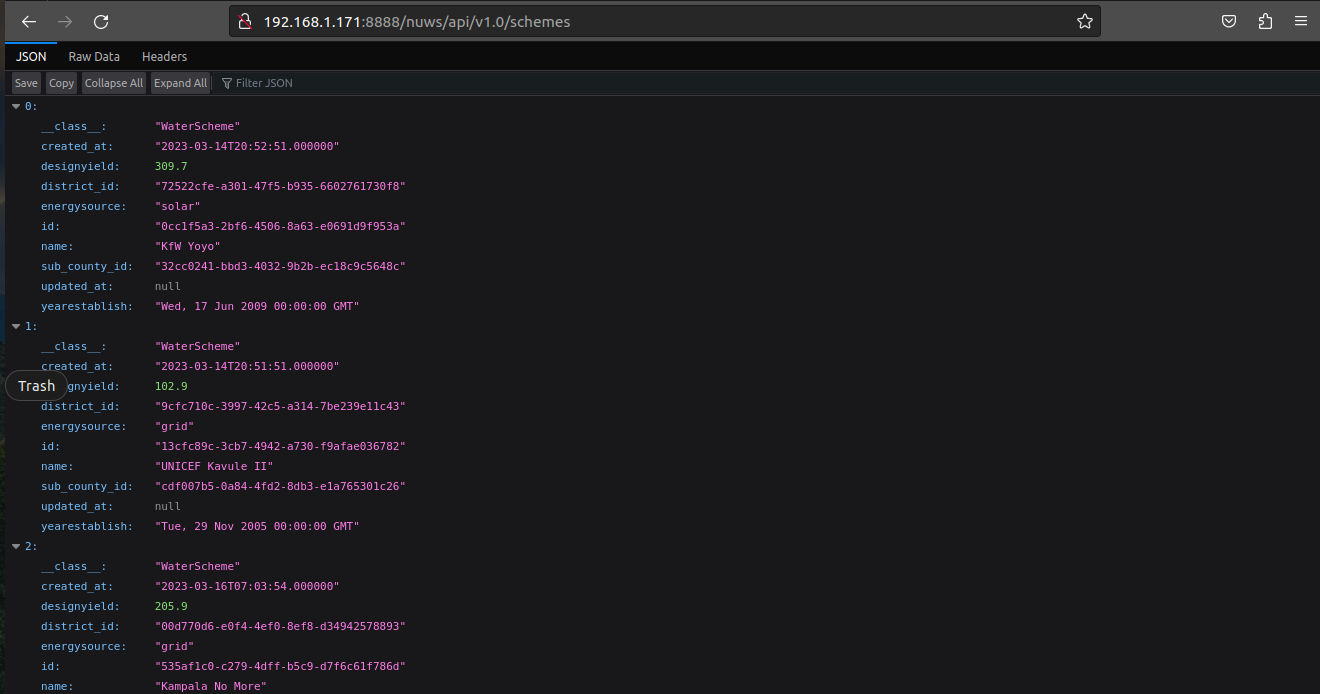 192.168.1.171:8888/nuws/api/v1.0/schemes
JSON Raw Data Headers
Save Copy Collapse All Expand All Filter JSON
0:
__class__: "WaterScheme"
created_at: "2023-03-14T20:52:51.000000"
designyield: 309.7
district_id: "72522cfe-a301-47f5-b935-6602761730f8"
energysource: "solar"
id: "0cc1f5a3-2bf6-4506-8a63-e0691d9f953a"
name: "KfW Yoyo"
sub_county_id: "32cc0241-bbd3-4032-9b2b-ec18c9c5648c"
updated_at: null
yearestablish: "Wed, 17 Jun 2009 00:00:00 GMT"
1:
__class__: "WaterScheme"
created_at: "2023-03-14T20:51:51.000000"
Trash gnyield: 102.9
district_id: "9cfc710c-3997-42c5-a314-7be239e11c43"
energysource: "grid"
id: "13cfc89c-3cb7-4942-a730-f9afae036782"
name: "UNICEF Kavule II"
sub_county_id: "cdf007b5-0a84-4fd2-8db3-e1a765301c26"
updated_at: null
yearestablish: "Tue, 29 Nov 2005 00:00:00 GMT"
2:
__class__: "WaterScheme"
created_at: "2023-03-16T07:03:54.000000"
designyield: 205.9
district_id: "00d770d6-e0f4-4ef0-8ef8-d34942578893"
energysource: "grid"
id: "535af1c0-c279-4dff-b5c9-d7f6c61f786d"
name: "Kampala No More"